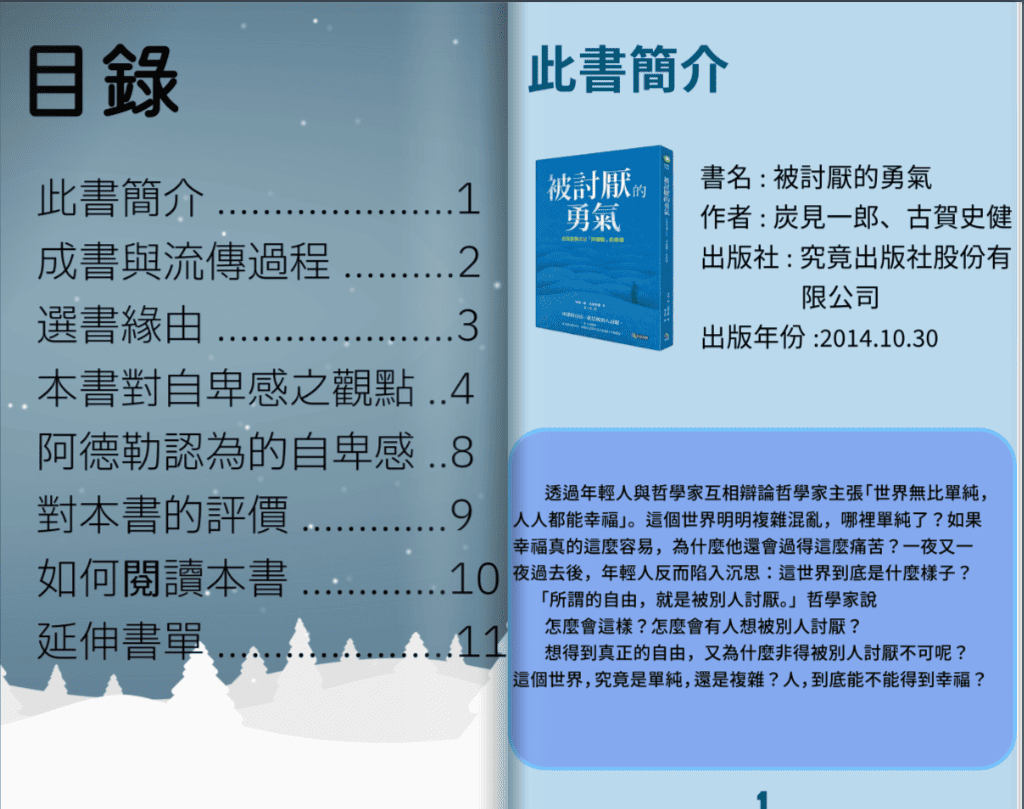 目錄
此書簡介 ......................1
成書與流傳過程 ..........2
選書緣由 ......................3
本書對自卑感之觀點 ..4
阿德勒認為的自卑感 ..8
對本書的評價 ..............9
如何閱讀本書 ..............10
延伸書單 ......................11
此書簡介
被討厭的
勇氣
書名 : 被討厭的勇氣
作者 : 炭見一郎、古賀史健
出版社 : 究竟出版社股份有
限公司
出版年份 :2014.10.30
透過年輕人與哲學家互相辯論哲學家主張「世界無比單純，
人人都能幸福」。這個世界明明複雜混亂，哪裡單純了？如果
幸福真的這麼容易，為什麼他還會過得這麼痛苦？一夜又一
夜過去後，年輕人反而陷入沉思：這世界到底是什麼樣子？
「所謂的自由，就是被別人討厭。」哲學家說
怎麼會這樣？怎麼會有人想被別人討厭？
想得到真正的自由，又為什麼非得被別人討厭不可呢？
這個世界，究竟是單純，還是複雜？人，到底能不能得到幸福？
1